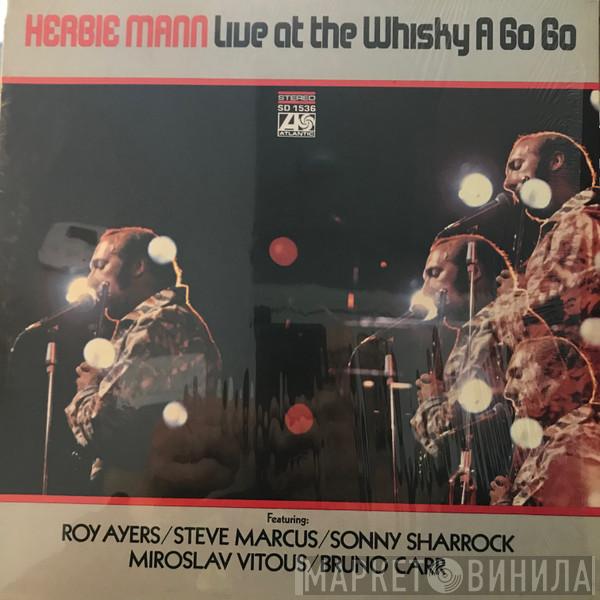 HERBIE MANN Live at the Whisky A Go Go
STEREO
SD 1536
ATLANTIC
Featuring:
ROY AYERS/STEVE MARCUS/SONNY SHARROCK
MIROSLAV VITOUS/BRUNO CARR
МАРКЕТ ВИНИЛА